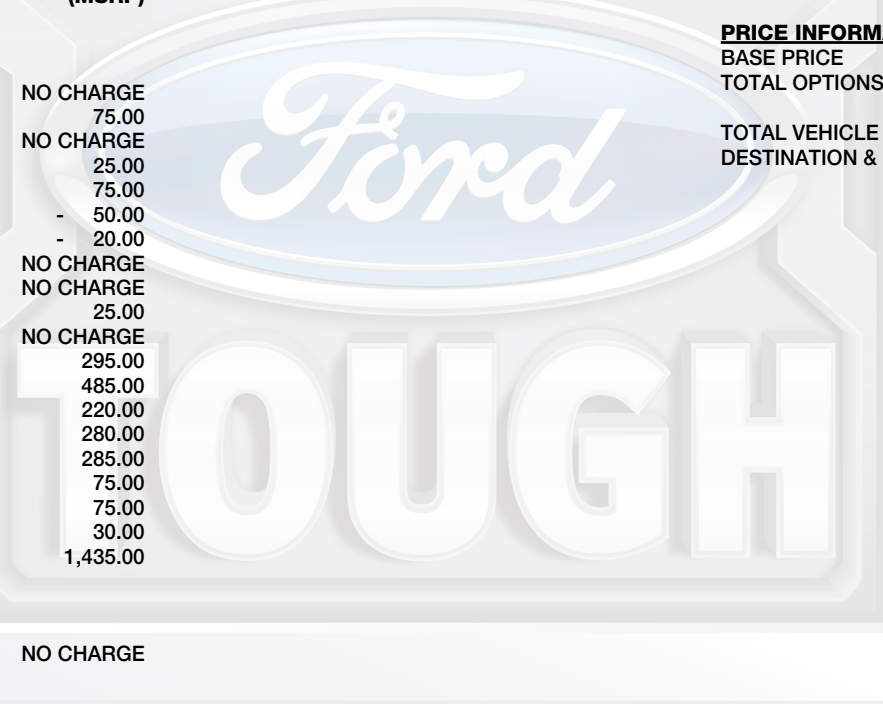 (MSRP)
NO CHARGE
75.00
NO CHARGE
25.00
75.00
- 50.00
- 20.00
NO CHARGE
NO CHARGE
25.00
NO CHARGE
295.00
485.00
220.00
280.00
285.00
75.00
75.00
30.00
1,435.00
NO CHARGE
PRICE INFORMA
BASE PRICE
TOTAL OPTIONS
TOTAL VEHICLE
DESTINATION &
Ford
TOUGH